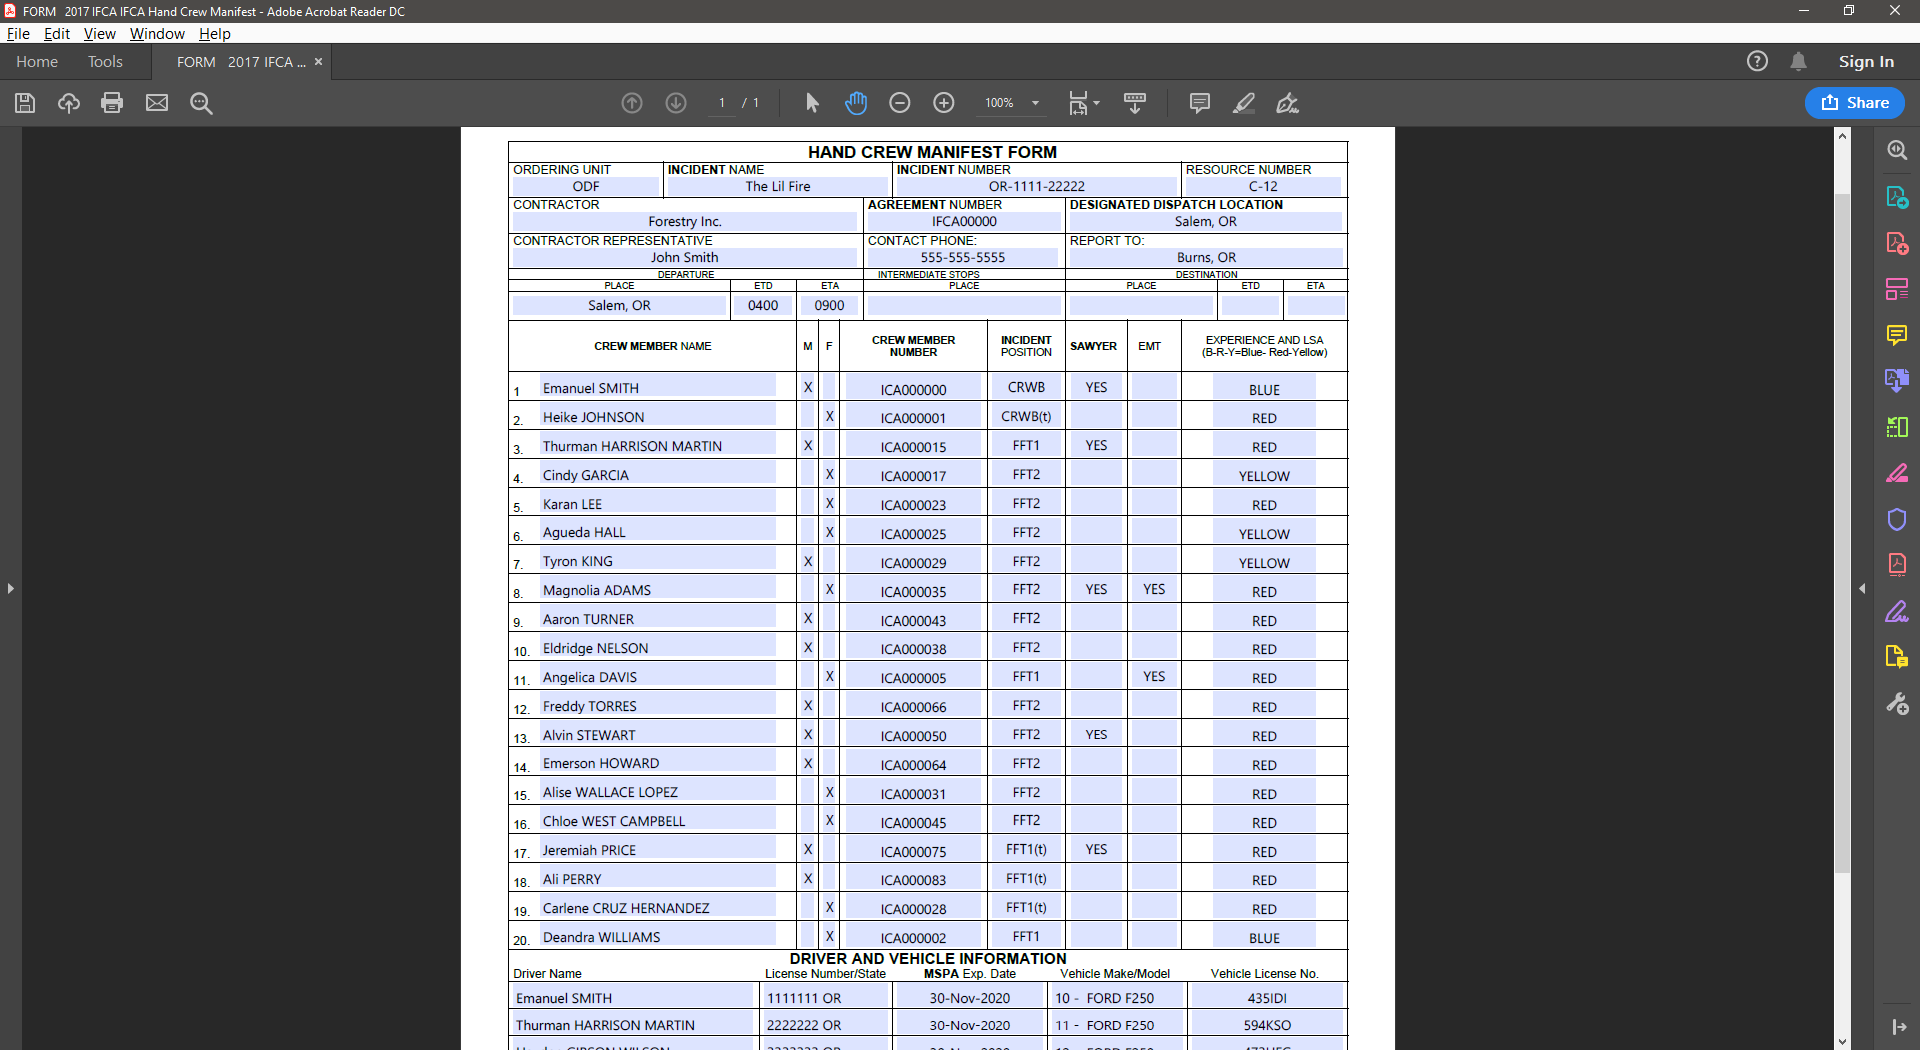 FORM 2017 IFCA IFCA Hand Crew Manifest - Adobe Acrobat Reader DC
File Edit View Window Help
Home Tools FORM 2017 IFCA ... × Sign In
1 / 1 100% Share
HAND CREW MANIFEST FORM
ORDERING UNIT INCIDENT NAME INCIDENT NUMBER RESOURCE NUMBER
ODF The Lil Fire OR-1111-22222 C-12
CONTRACTOR AGREEMENT NUMBER DESIGNATED DISPATCH LOCATION
Forestry Inc. IFCA00000 Salem, OR
CONTRACTOR REPRESENTATIVE CONTACT PHONE: REPORT TO:
John Smith 555-555-5555 Burns, OR
DEPARTURE INTERMEDIATE STOPS DESTINATION
PLACE ETD ETA PLACE PLACE ETD ETA
Salem, OR 0400 0900
CREW MEMBER NAME M F CREW MEMBER NUMBER INCIDENT POSITION SAWYER EMT EXPERIENCE AND LSA (B-R-Y=Blue- Red-Yellow)
1 Emanuel SMITH X ICA000000 CRWB YES BLUE
2. Heike JOHNSON X ICA000001 CRWB(t) RED
3. Thurman HARRISON MARTIN X ICA000015 FFT1 YES RED
4. Cindy GARCIA X ICA000017 FFT2 YELLOW
5. Karan LEE X ICA000023 FFT2 RED
6. Agueda HALL X ICA000025 FFT2 YELLOW
7. Tyron KING X ICA000029 FFT2 YELLOW
8. Magnolia ADAMS X ICA000035 FFT2 YES YES RED
9. Aaron TURNER X ICA000043 FFT2 RED
10. Eldridge NELSON X ICA000038 FFT2 RED
11. Angelica DAVIS X ICA000005 FFT1 YES RED
12. Freddy TORRES X ICA000066 FFT2 RED
13. Alvin STEWART X ICA000050 FFT2 YES RED
14. Emerson HOWARD X ICA000064 FFT2 RED
15. Alise WALLACE LOPEZ X ICA000031 FFT2 RED
16. Chloe WEST CAMPBELL X ICA000045 FFT2 RED
17. Jeremiah PRICE X ICA000075 FFT1(t) YES RED
18. Ali PERRY X ICA000083 FFT1(t) RED
19. Carlene CRUZ HERNANDEZ X ICA000028 FFT1(t) RED
20. Deandra WILLIAMS X ICA000002 FFT1 BLUE
DRIVER AND VEHICLE INFORMATION
Driver Name License Number/State MSPA Exp. Date Vehicle Make/Model Vehicle License No.
Emanuel SMITH 1111111 OR 30-Nov-2020 10 - FORD F250 435IDI
Thurman HARRISON MARTIN 2222222 OR 30-Nov-2020 11 - FORD F250 594KSO